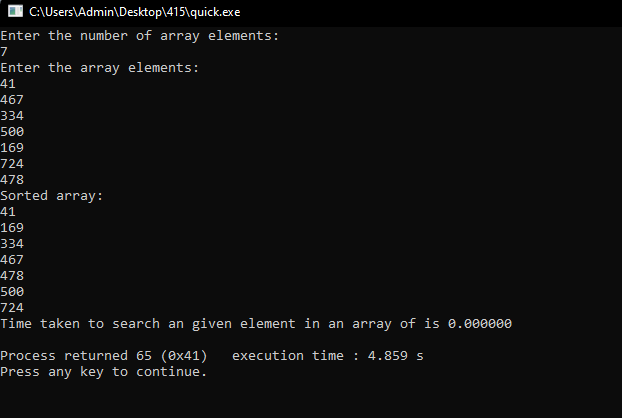 C:\Users\Admin\Desktop\415\quick.exe
Enter the number of array elements:
7
Enter the array elements:
41
467
334
500
169
724
478
Sorted array:
41
169
334
467
478
500
724
Time taken to search an given element in an array of is 0.000000
Process returned 65 (0x41)   execution time : 4.859 s
Press any key to continue.